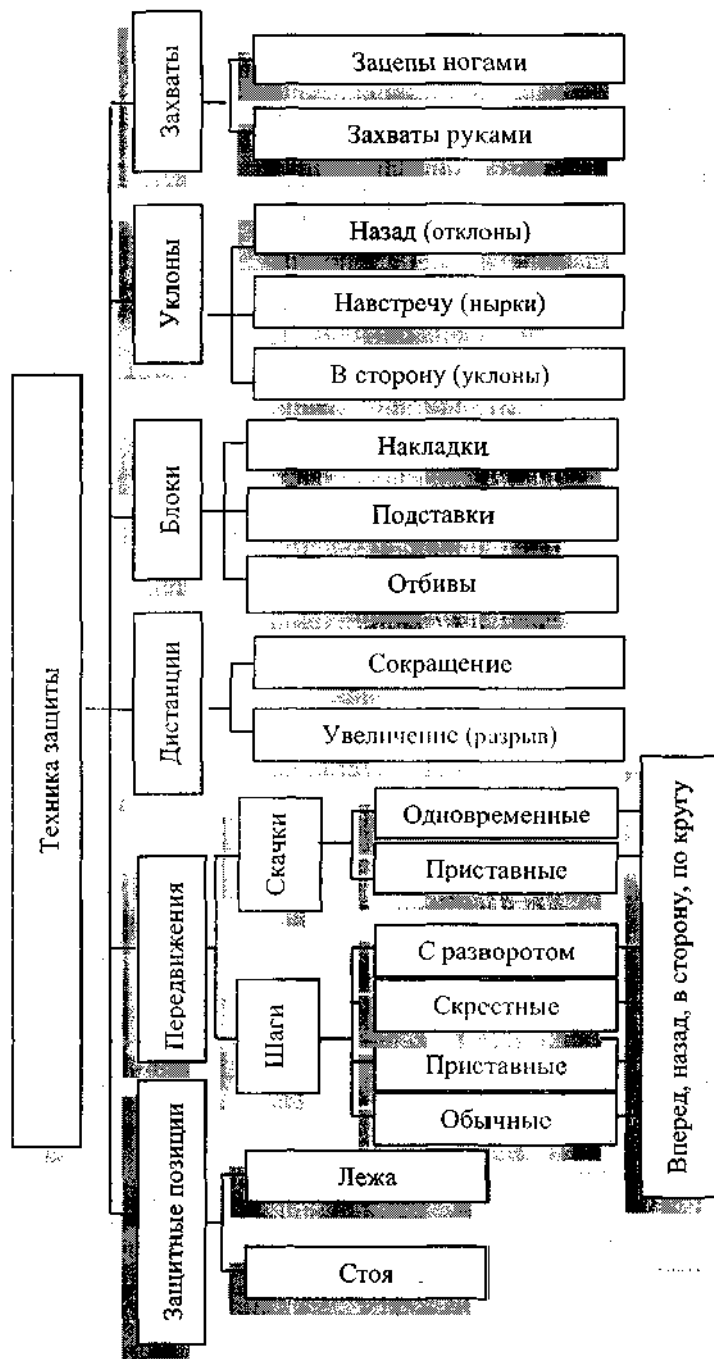 Техника защиты
Защитные позиции
Стоя
Лежа
Передвижения
Шаги
Обычные
Приставные
Скрестные
С разворотом
Скачки
Приставные
Одновременные
Вперед, назад, в сторону, по кругу
Дистанции
Увеличение (разрыв)
Сокращение
Блоки
Отбивы
Подставки
Накладки
Уклоны
В сторону (уклоны)
Навстречу (нырки)
Назад (отклоны)
Захваты
Захваты руками
Зацепы ногами